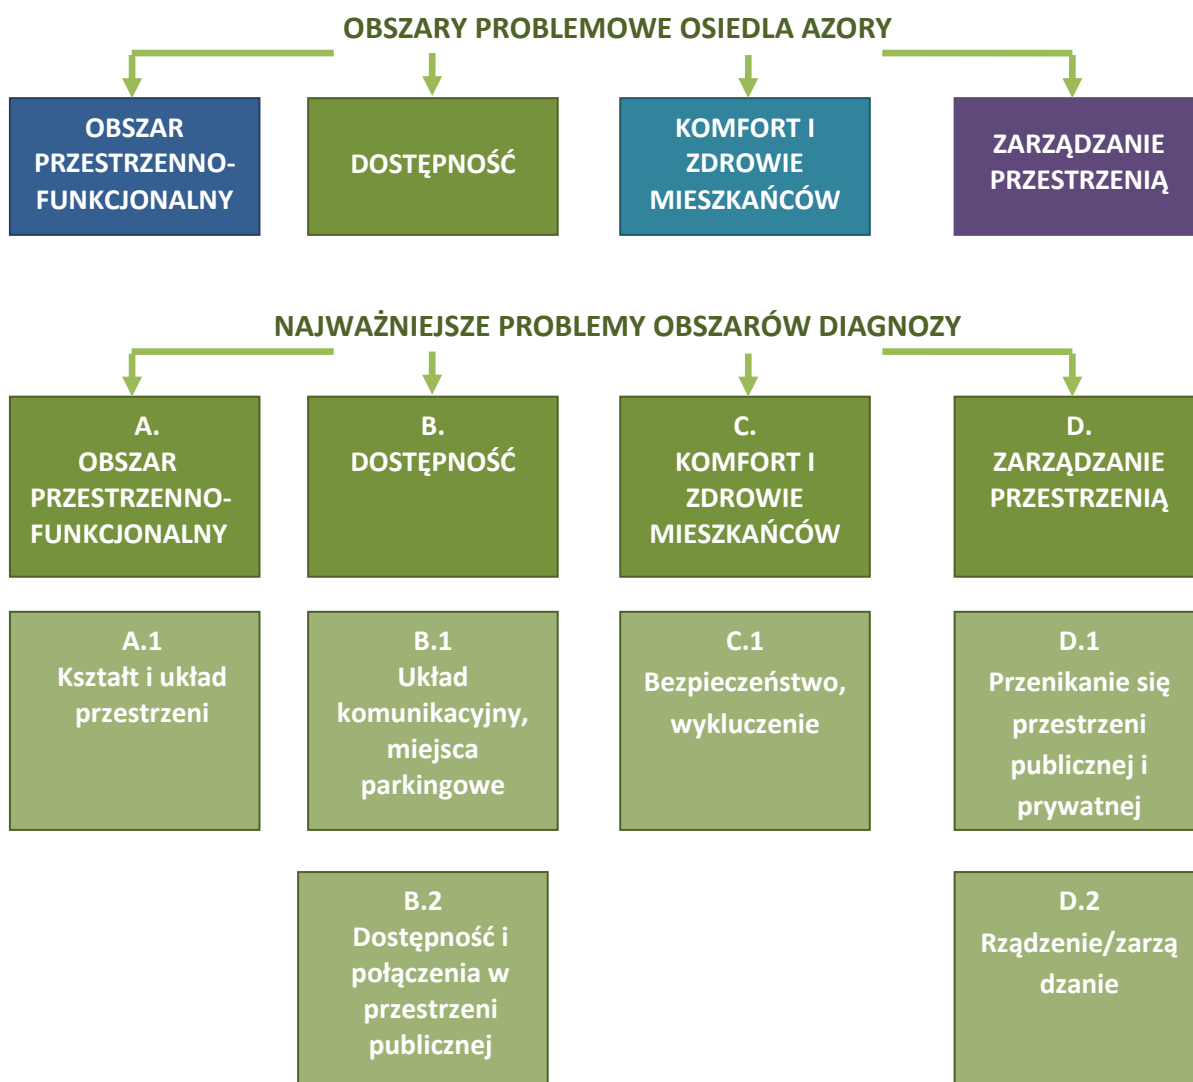 OBSZARY PROBLEMOWE OSIEDLA AZORY
OBSZAR
PRZESTRZENNO-
FUNKCJONALNY
DOSTĘPNOŚĆ
KOMFORT I
ZDROWIE
MIESZKAŃCÓW
ZARZĄDZANIE
PRZESTRZENIĄ
NAJWAŻNIEJSZE PROBLEMY OBSZARÓW DIAGNOZY
A.
OBSZAR
PRZESTRZENNO-
FUNKCJONALNY
B.
DOSTĘPNOŚĆ
C.
KOMFORT I
ZDROWIE
MIESZKAŃCÓW
D.
ZARZĄDZANIE
PRZESTRZENIĄ
A.1
Kształt i układ
przestrzeni
B.1
Układ
komunikacyjny,
miejsca
parkingowe
C.1
Bezpieczeństwo,
wykluczenie
D.1
Przenikanie się
przestrzeni
publicznej i
prywatnej
B.2
Dostępność i
połączenia w
przestrzeni
publicznej
D.2
Rządzenie/zarzą
dzanie